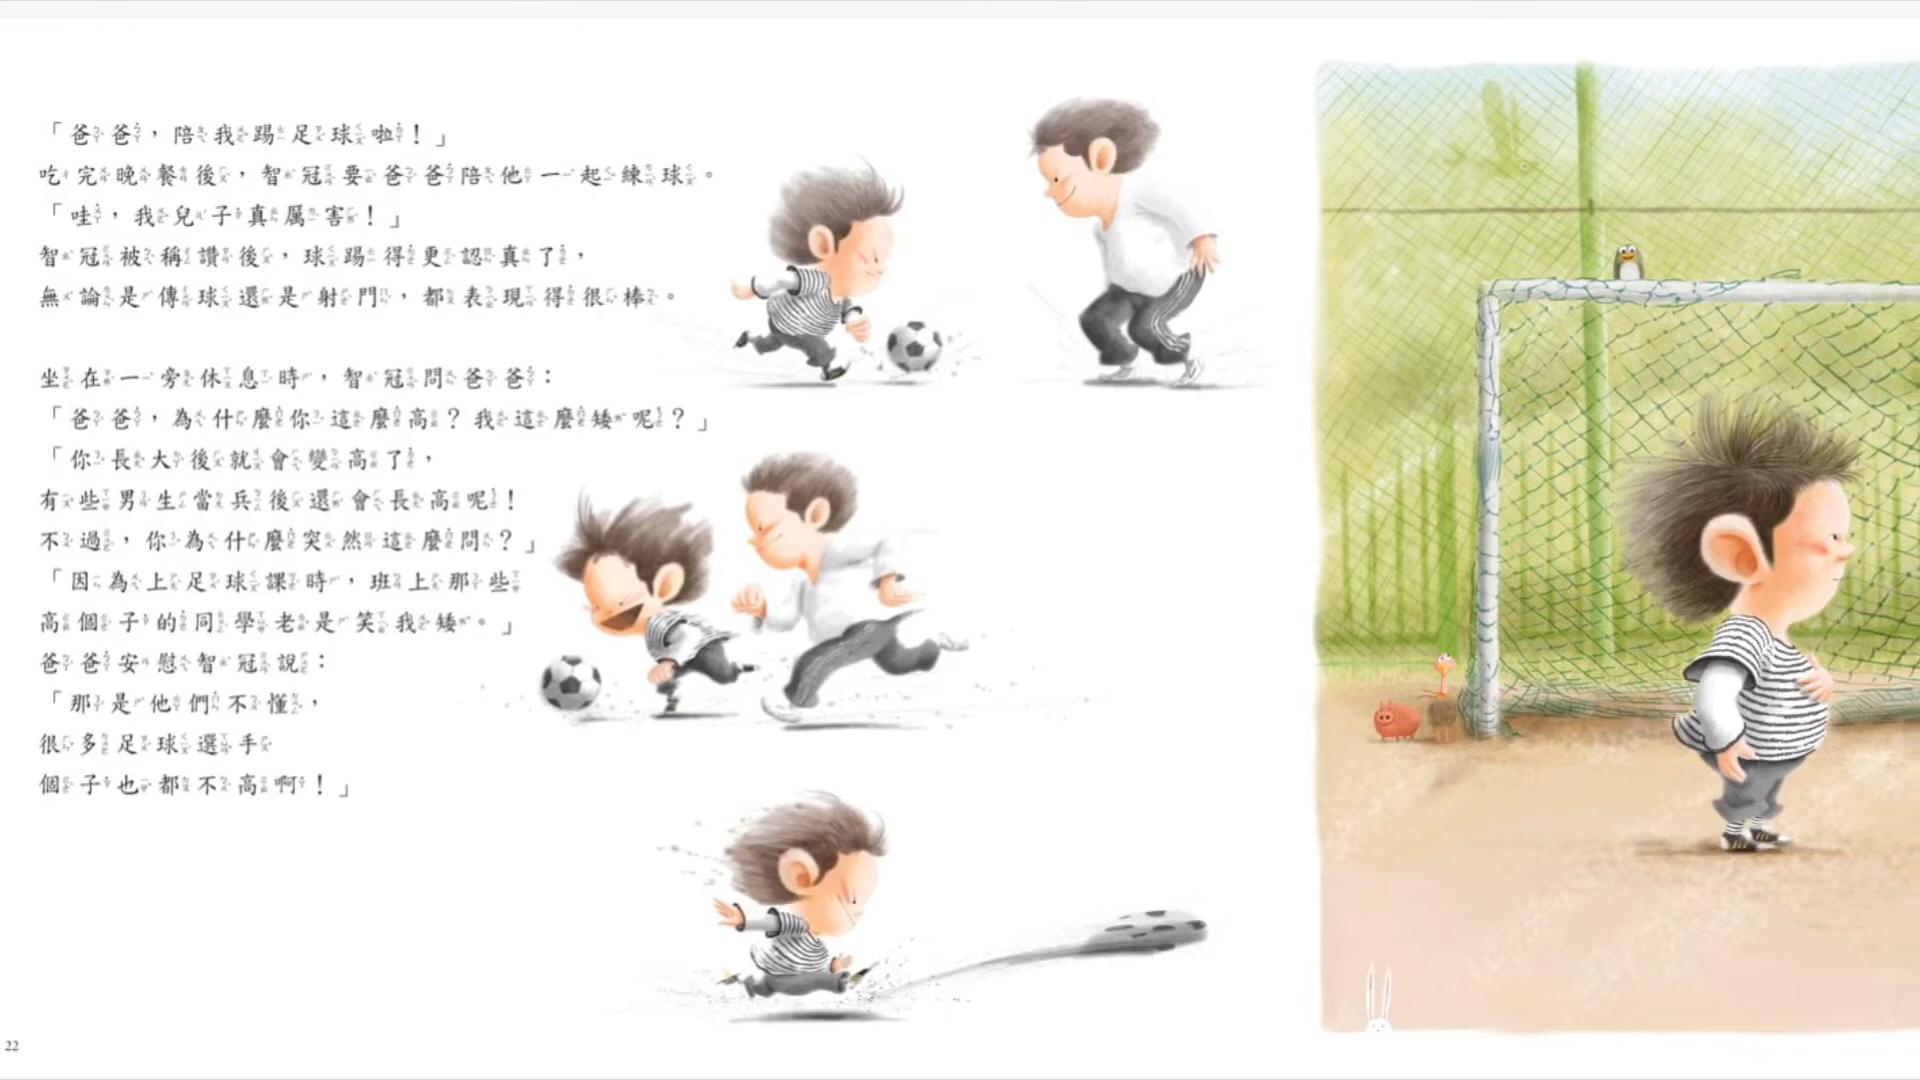 「爸爸，陪我踢足球啦！」
吃完晚餐後，智冠要爸爸陪他一起練球。
「哇，我兒子真厲害！」
智冠被稱讚後，球踢得更認真了，
無論是傳球還是射門，都表現得很棒。
坐在一旁休息時，智冠問爸爸：
「爸爸，為什麼你這麼高？我這麼矮呢？」
「你長大後就會變高了，
有些男生當兵後還會長高呢！
不過，你為什麼突然這麼問？」
「因為上足球課時，班上那些
高個子的同學老是笑我矮。」
爸爸安慰智冠說：
「那是他們不懂，
很多足球選手
個子也都不高啊！」
22